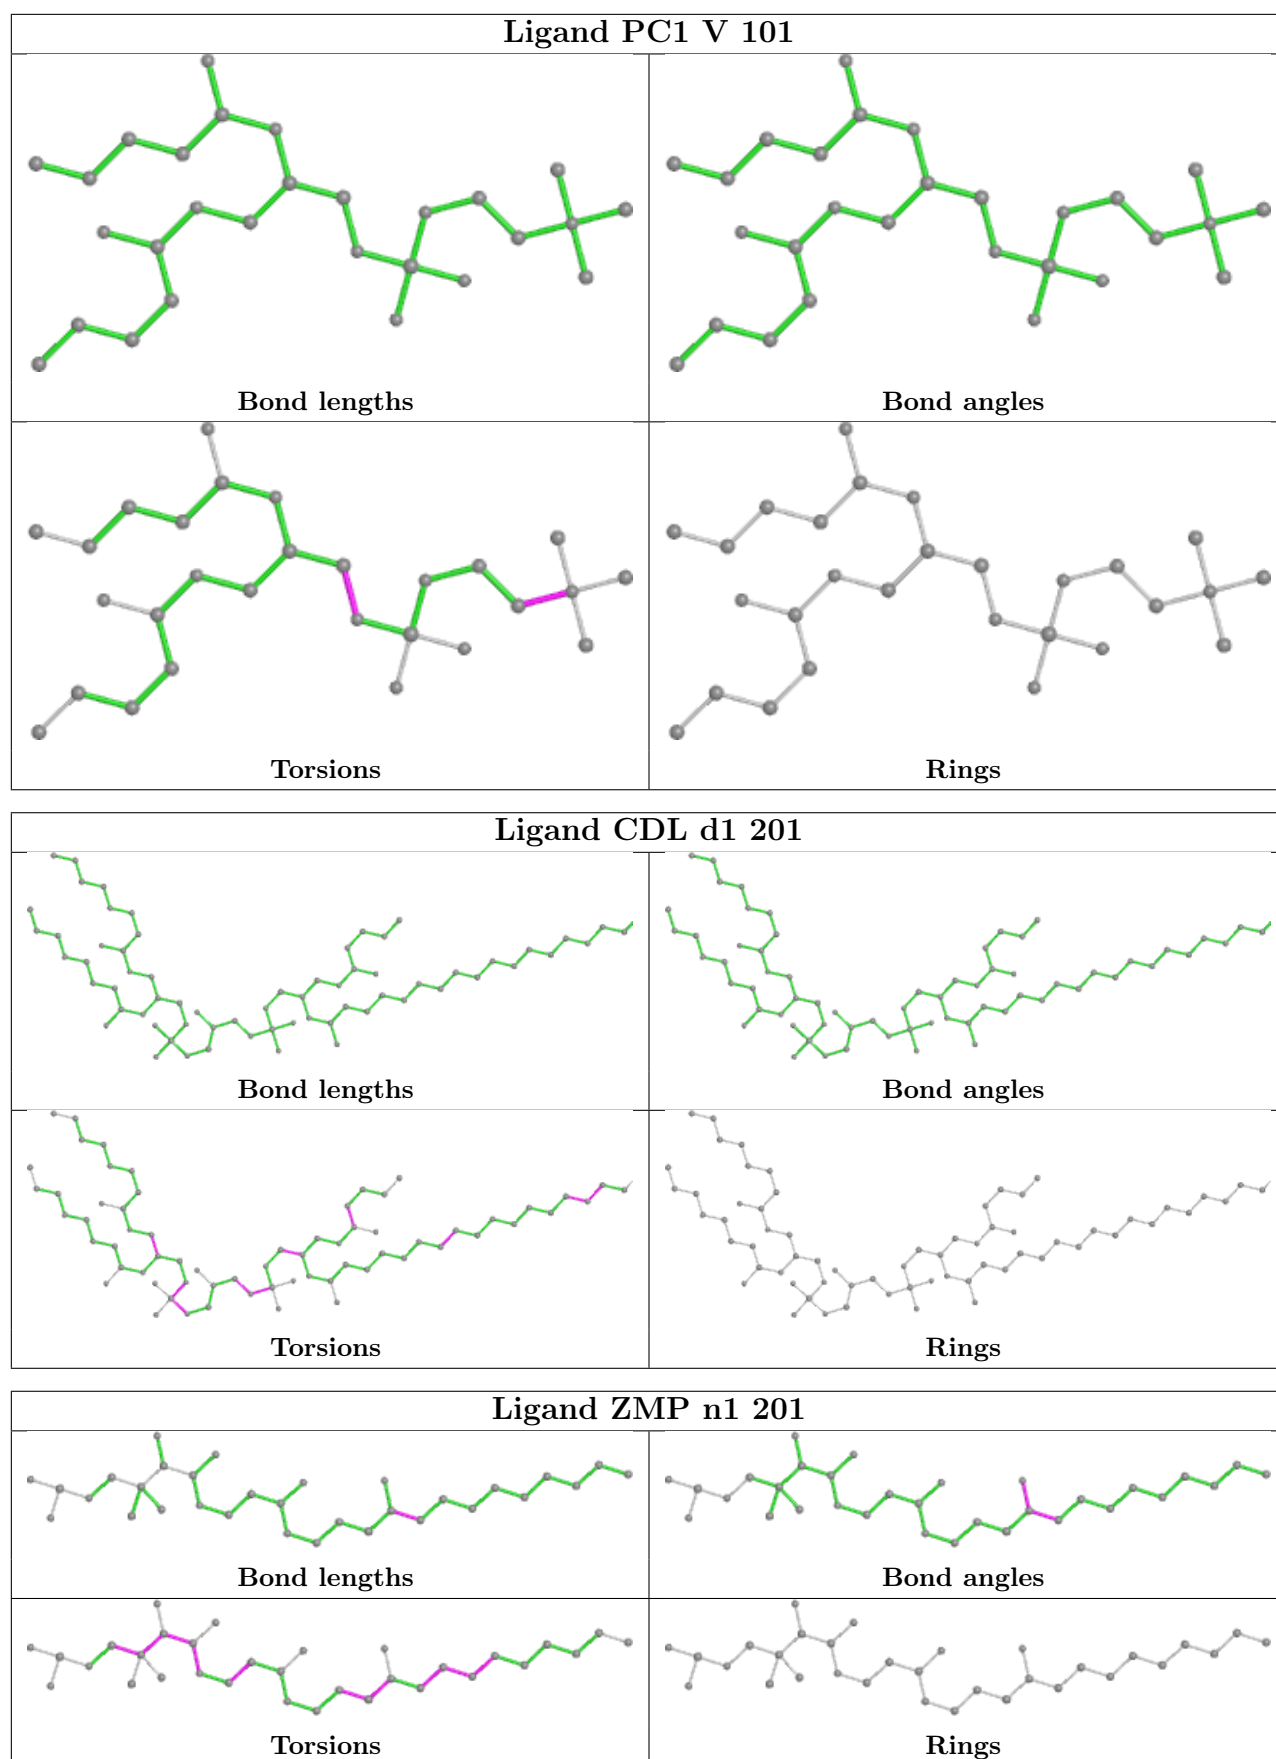 Ligand PC1 V 101
Bond lengths
Bond angles
Torsions
Rings
Ligand CDL d1 201
Bond lengths
Bond angles
Torsions
Rings
Ligand ZMP n1 201
Bond lengths
Bond angles
Torsions
Rings